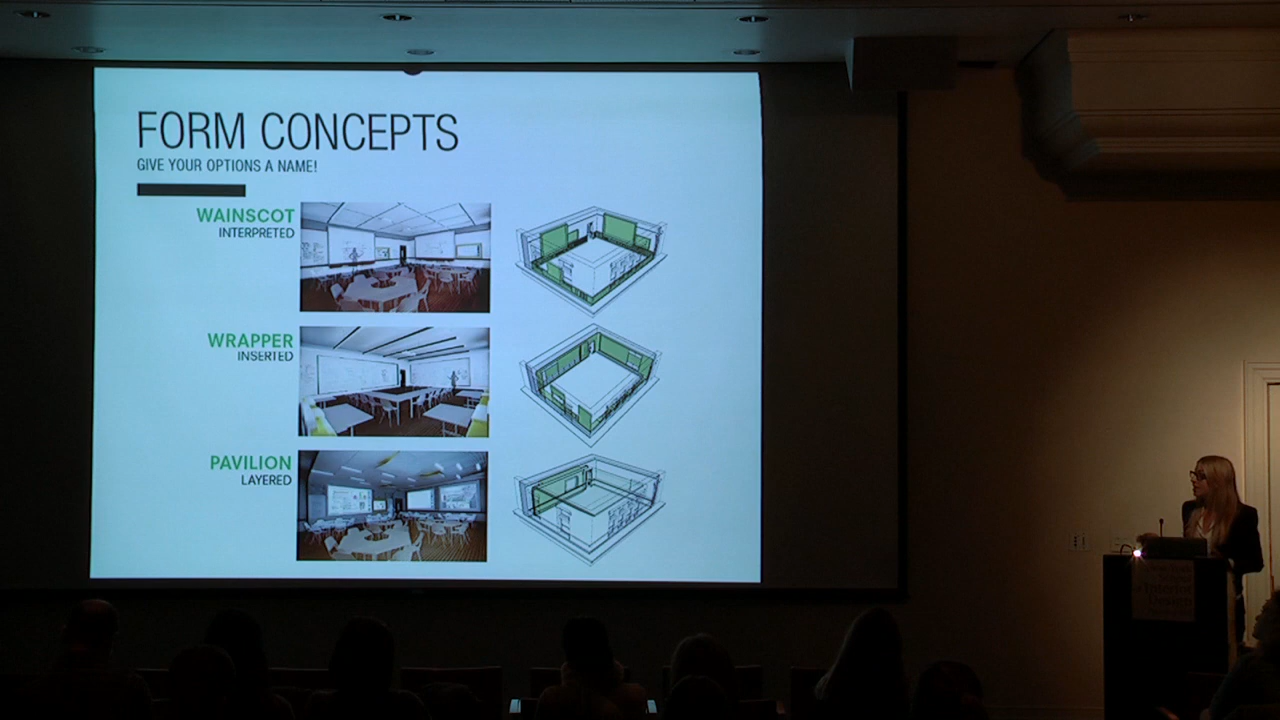 FORM CONCEPTS
GIVE YOUR OPTIONS A NAME!
WAINSCOT
INTERPRETED
WRAPPER
INSERTED
PAVILION
LAYERED